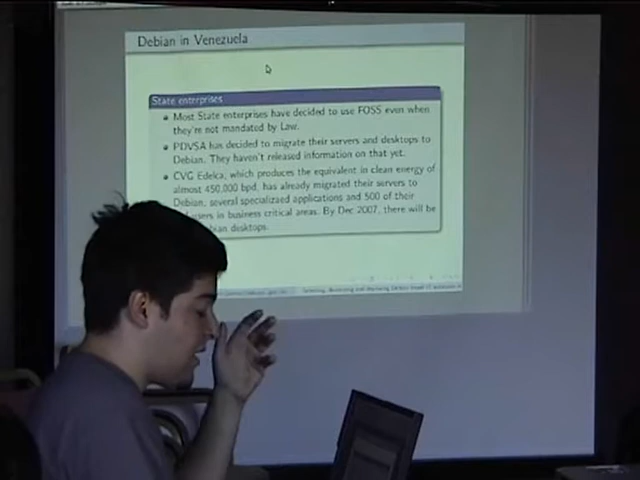 Debian in Venezuela
State enterprises
Most State enterprises have decided to use FOSS even when
they're not mandated by Law.
PDVSA has decided to migrate their servers and desktops to
Debian. They haven't released information on that yet.
CVG Edelca, which produces the equivalent in clean energy of
almost 450,000 bpd, has already migrated their servers to
Debian, several specialized applications and 500 of their
in business critical areas. By Dec 2007, there will be
desktops.